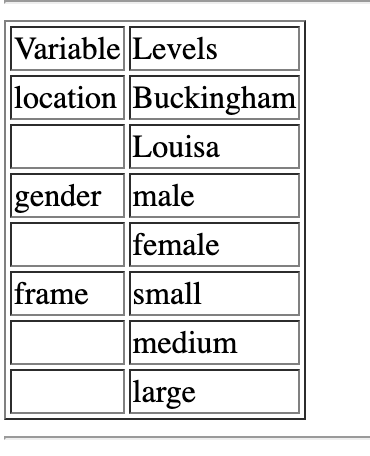 Variable Levels
location Buckingham
Louisa
gender male
female
frame small
medium
large